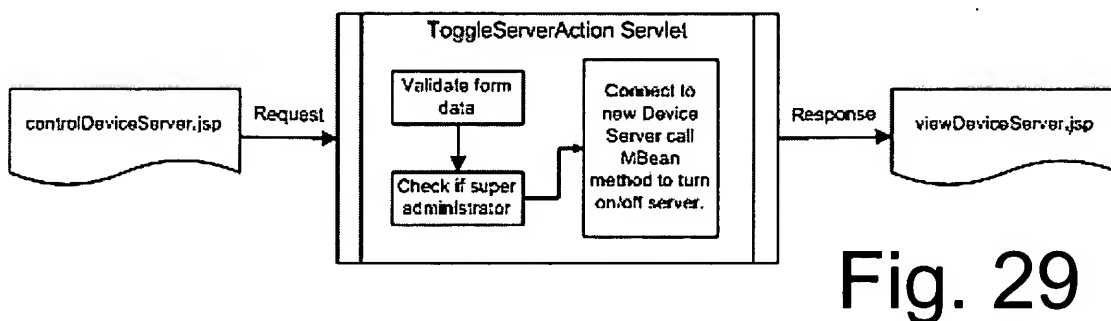 ToggleServerAction Servlet
controlDeviceServer.jsp
Request
Validate form
data
Check if super
administrator
Connect to
new Device
Server call
MBean
method to turn
on/off server.
Response
viewDeviceServer.jsp
Fig. 29